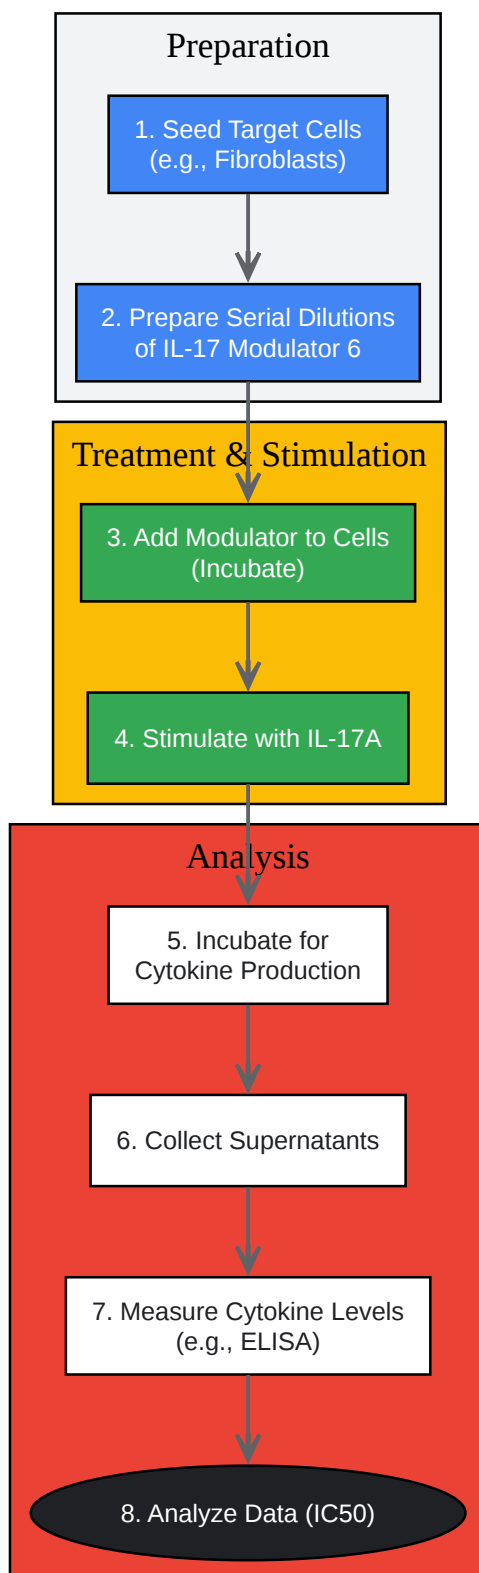 Preparation
1. Seed Target Cells
(e.g., Fibroblasts)
2. Prepare Serial Dilutions
of IL-17 Modulator 6
Treatment & Stimulation
3. Add Modulator to Cells
(Incubate)
4. Stimulate with IL-17A
Analysis
5. Incubate for
Cytokine Production
6. Collect Supernatants
7. Measure Cytokine Levels
(e.g., ELISA)
8. Analyze Data (IC50)